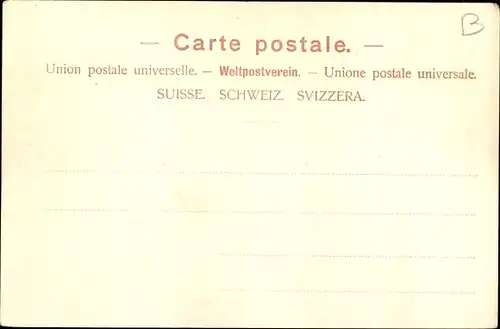 B
— Carte postale. —
Union postale universelle. — Weltpostverein. — Unione postale universale.
SUISSE. SCHWEIZ. SVIZZERA.